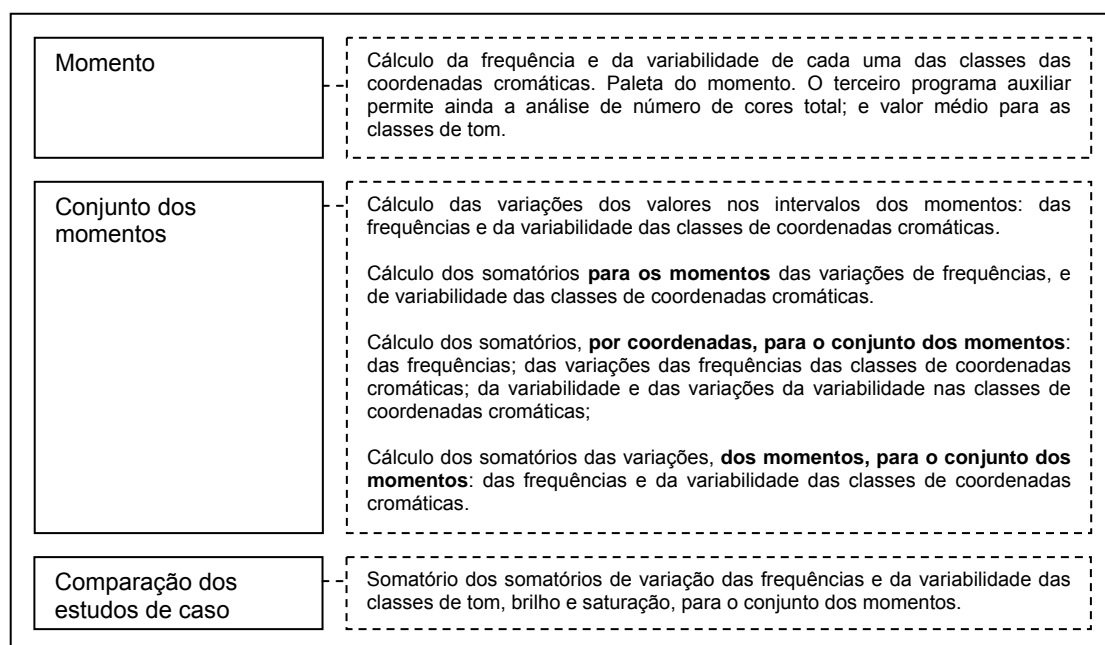 Momento
Cálculo da frequência e da variabilidade de cada uma das classes das
coordenadas cromáticas. Paleta do momento. O terceiro programa auxiliar
permite ainda a análise de número de cores total; e valor médio para as
classes de tom.
Conjunto dos
momentos
Cálculo das variações dos valores nos intervalos dos momentos: das
frequências e da variabilidade das classes de coordenadas cromáticas.
Cálculo dos somatórios para os momentos das variações de frequências, e
de variabilidade das classes de coordenadas cromáticas.
Cálculo dos somatórios, por coordenadas, para o conjunto dos momentos:
das frequências; das variações das frequências das classes de coordenadas
cromáticas; da variabilidade e das variações da variabilidade nas classes de
coordenadas cromáticas;
Cálculo dos somatórios das variações, dos momentos, para o conjunto dos
momentos: das frequências e da variabilidade das classes de coordenadas
cromáticas.
Comparação dos
estudos de caso
Somatório dos somatórios de variação das frequências e da variabilidade das
classes de tom, brilho e saturação, para o conjunto dos momentos.